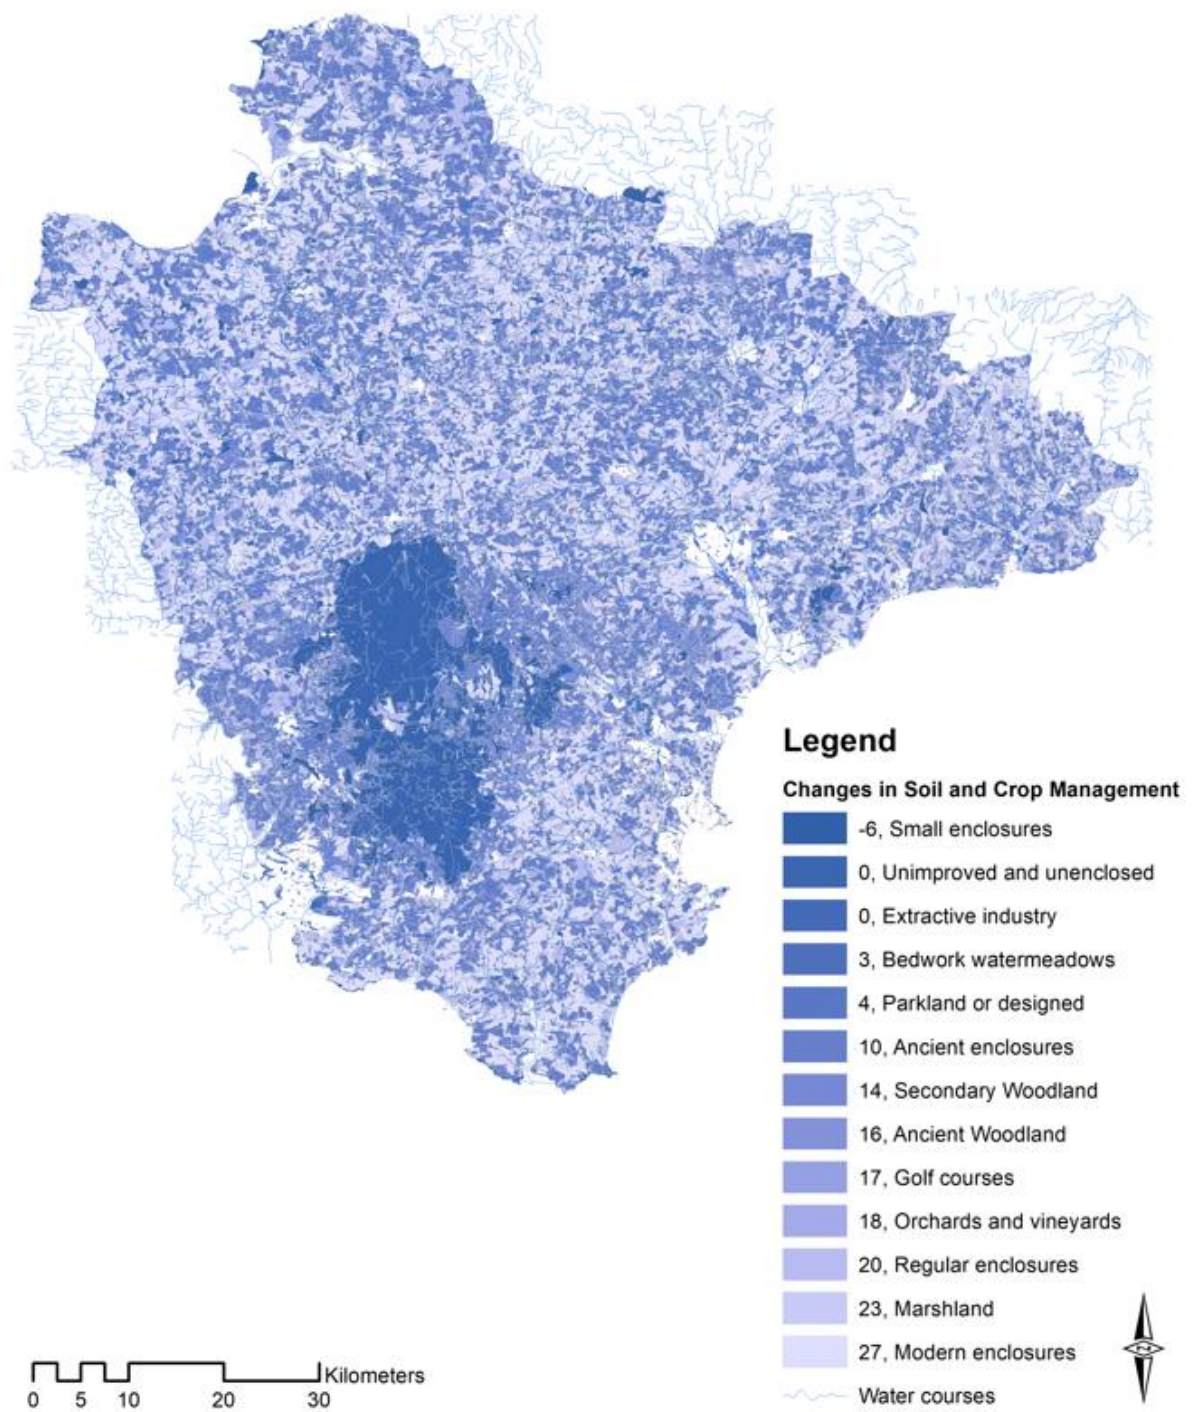 Legend
Changes in Soil and Crop Management
-6, Small enclosures
0, Unimproved and unenclosed
0, Extractive industry
3, Bedwork watermeadows
4, Parkland or designed
10, Ancient enclosures
14, Secondary Woodland
16, Ancient Woodland
17, Golf courses
18, Orchards and vineyards
20, Regular enclosures
23, Marshland
27, Modern enclosures
Water courses
N
Kilometers
0 5 10 20 30